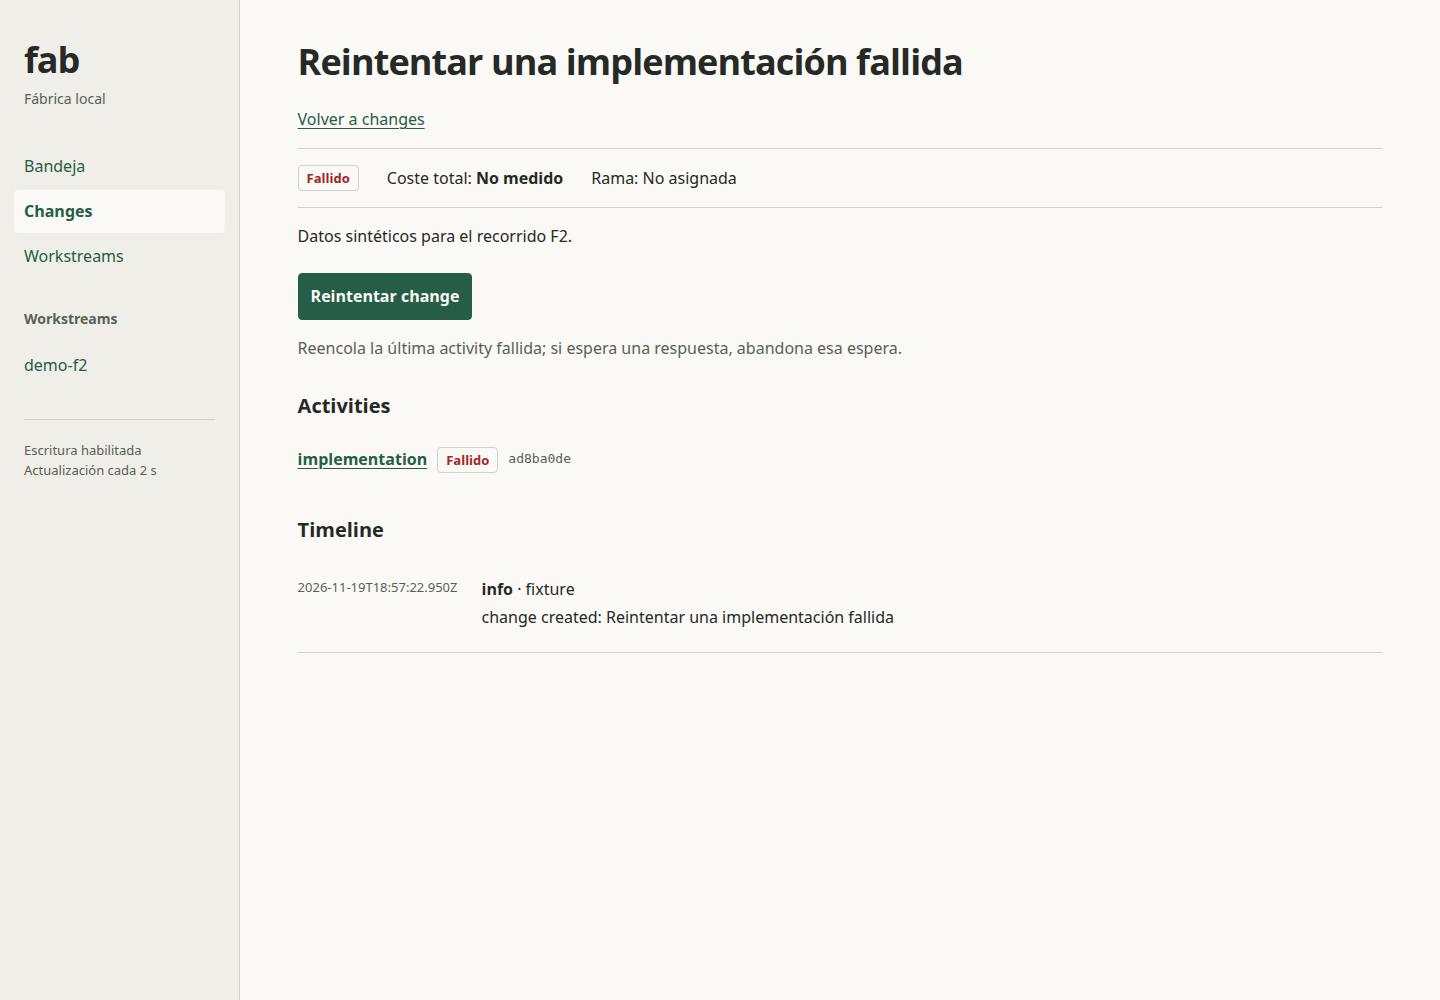 fab
Fábrica local
Bandeja
Changes
Workstreams
Workstreams
demo-f2
Escritura habilitada
Actualización cada 2 s
Reintentar una implementación fallida
Volver a changes
Fallido Coste total: No medido Rama: No asignada
Datos sintéticos para el recorrido F2.
Reintentar change
Reencola la última activity fallida; si espera una respuesta, abandona esa espera.
Activities
implementation Fallido ad8ba0de
Timeline
2026-11-19T18:57:22.950Z info · fixture
change created: Reintentar una implementación fallida